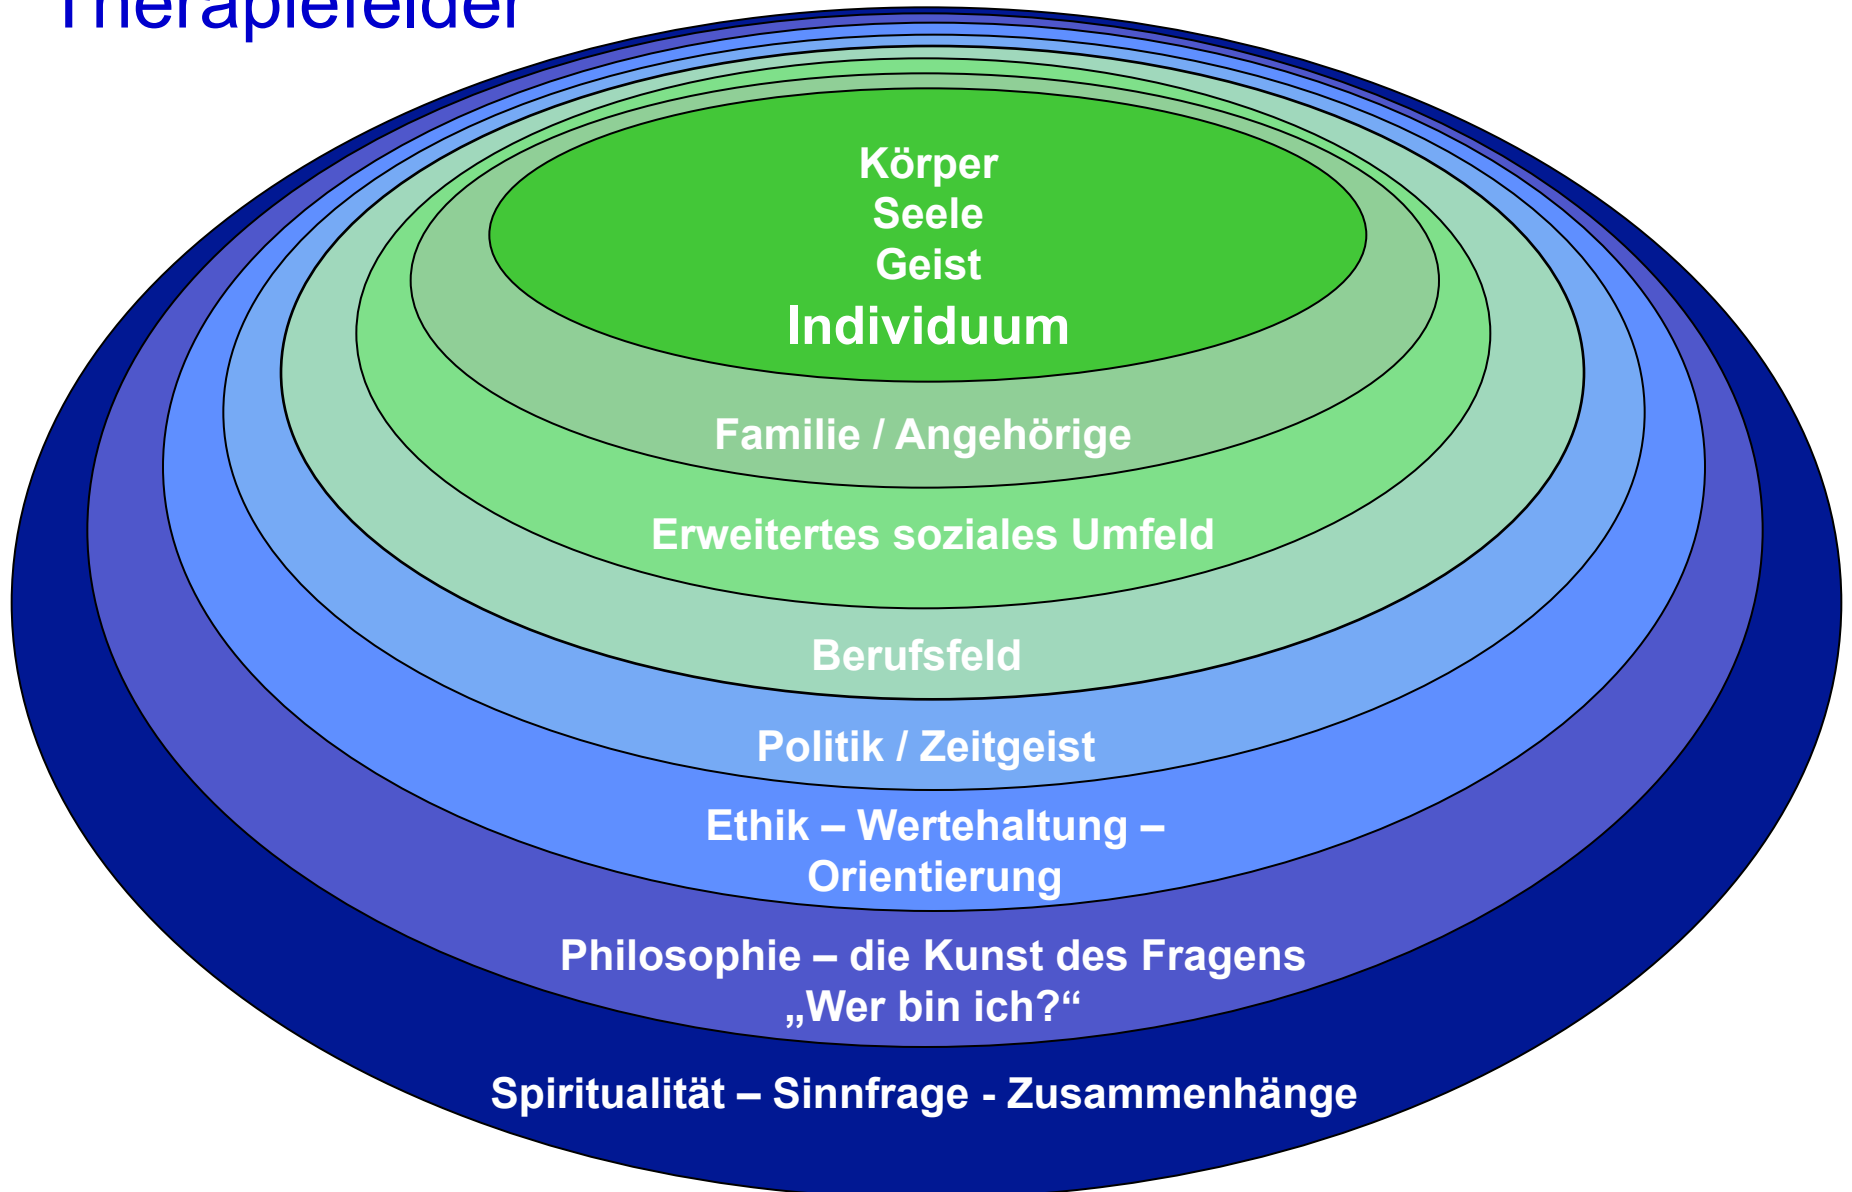 Therapiefelder
Körper
Seele
Geist
Individuum
Familie / Angehörige
Erweitertes soziales Umfeld
Berufsfeld
Politik / Zeitgeist
Ethik – Wertehaltung –
Orientierung
Philosophie – die Kunst des Fragens
„Wer bin ich?“
Spiritualität – Sinnfrage - Zusammenhänge